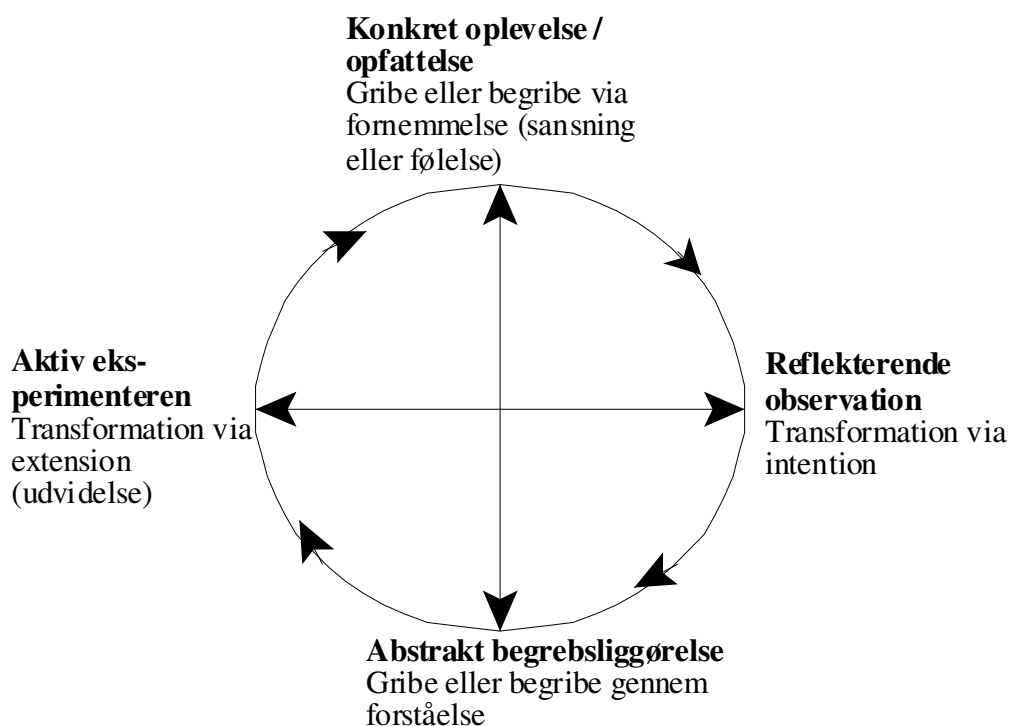 Konkret oplevelse /
opfattelse
Gribe eller begribe via
fornemmelse (sansning
eller følelse)
Aktiv eks-
perimenteren
Transformation via
extension
(udvidelse)
Reflekterende
observation
Transformation via
intention
Abstrakt begrebsliggørelse
Gribe eller begribe gennem
forståelse